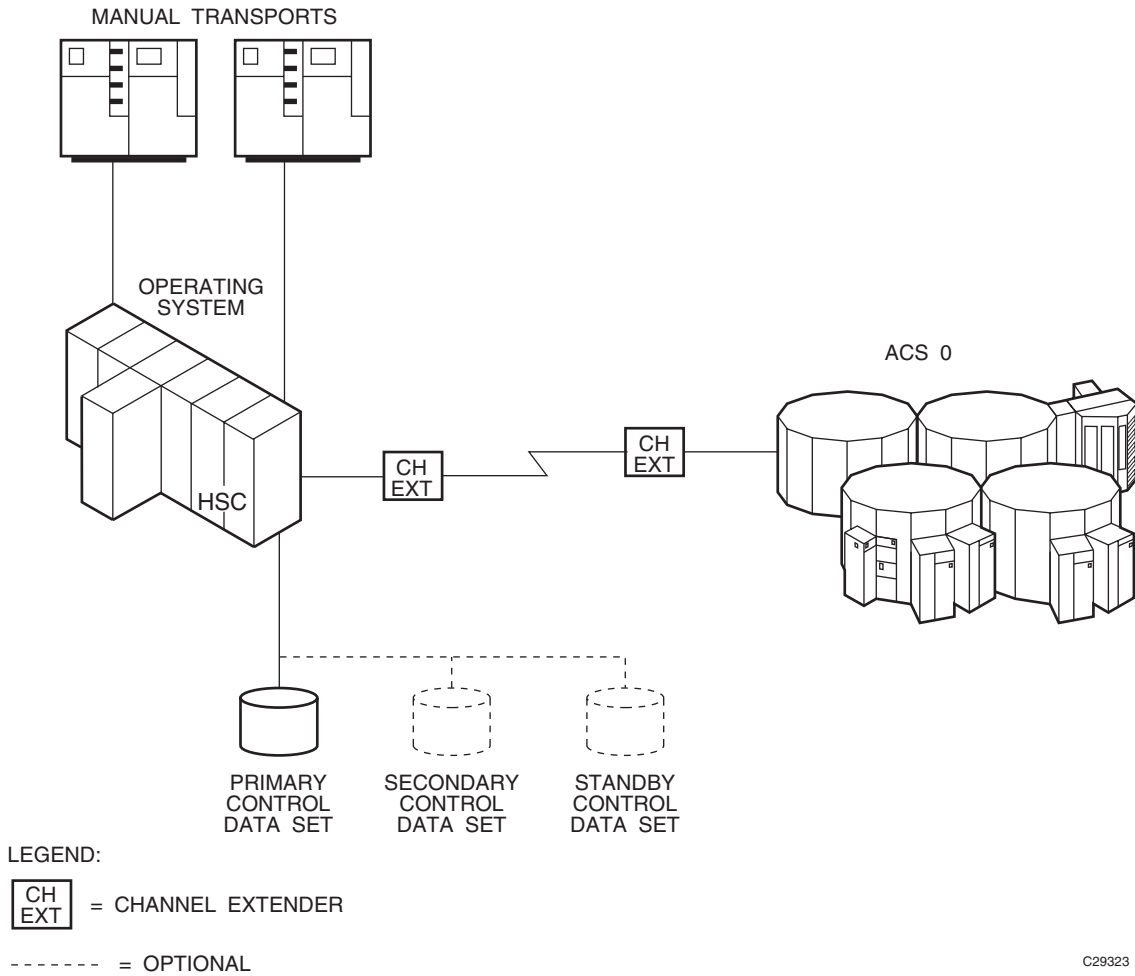 MANUAL TRANSPORTS
OPERATING
SYSTEM
ACS 0
CH
EXT
CH
EXT
HSC
PRIMARY
CONTROL
DATA SET
SECONDARY
CONTROL
DATA SET
STANDBY
CONTROL
DATA SET
LEGEND:
CH
EXT
= CHANNEL EXTENDER
= OPTIONAL
C29323